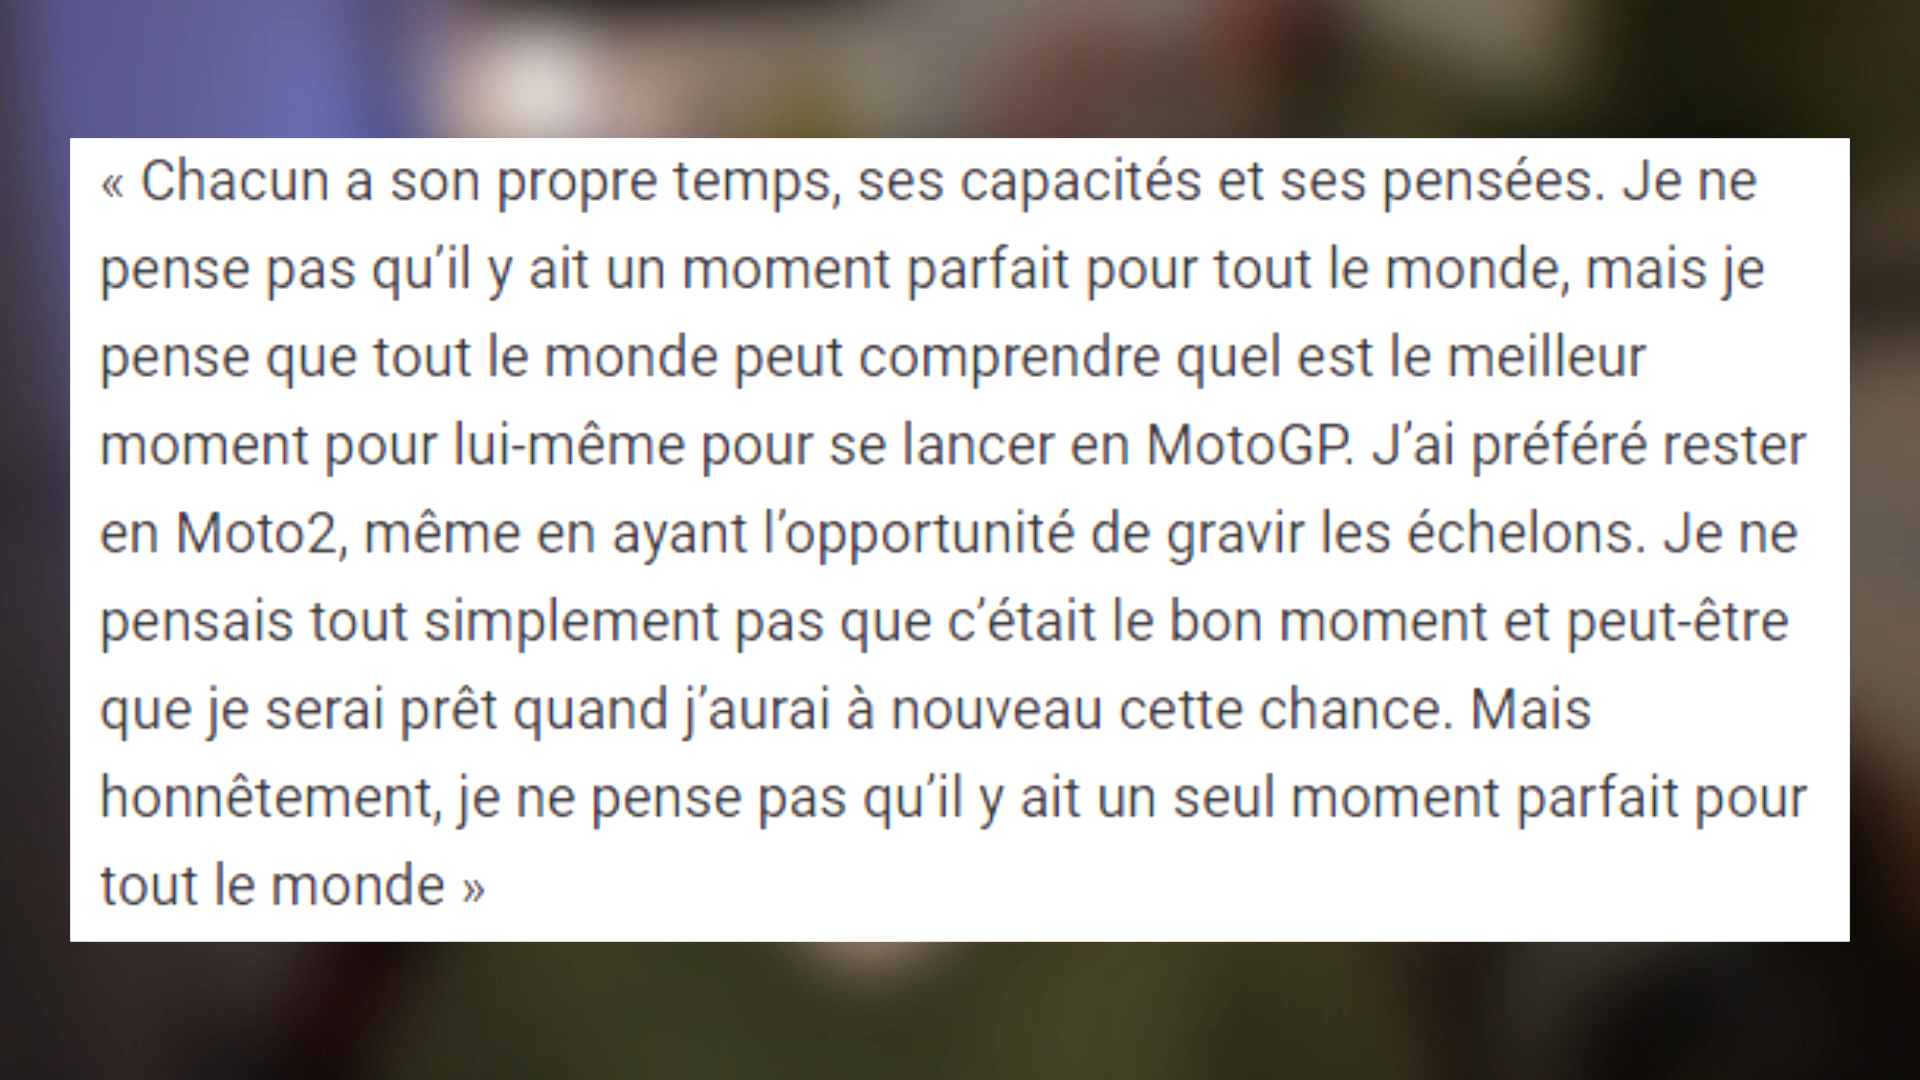 « Chacun a son propre temps, ses capacités et ses pensées. Je ne
pense pas qu’il y ait un moment parfait pour tout le monde, mais je
pense que tout le monde peut comprendre quel est le meilleur
moment pour lui-même pour se lancer en MotoGP. J’ai préféré rester
en Moto2, même en ayant l’opportunité de gravir les échelons. Je ne
pensais tout simplement pas que c’était le bon moment et peut-être
que je serai prêt quand j’aurai à nouveau cette chance. Mais
honnêtement, je ne pense pas qu’il y ait un seul moment parfait pour
tout le monde »